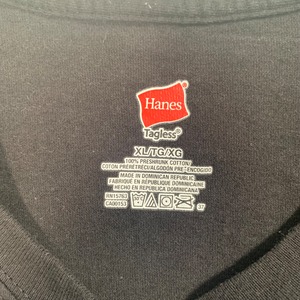 Hanes
Tagless®
XL/TG/XG
100% PRESHRUNK COTTON/
COTON PRÉRÉTRÉCI/ALGODÓN PRE-ENCOGIDO
MADE IN DOMINICAN REPUBLIC/
FABRIQUÉ EN RÉPUBLIQUE DOMINICAINE/
HECHO EN REPÚBLICA DOMINICANA
RN15763
CA00153
37